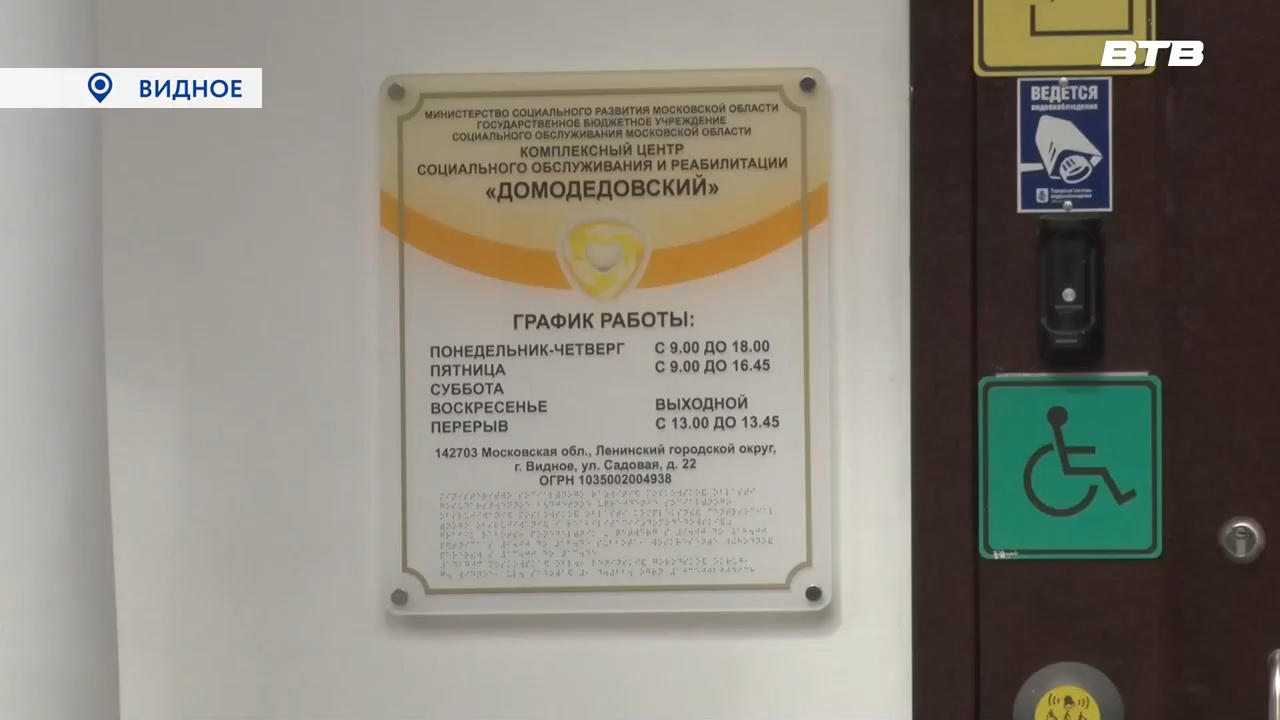 ВИДНОЕ
ВТВ
ВЕДЁТСЯ
видеонаблюдение
МИНИСТЕРСТВО СОЦИАЛЬНОГО РАЗВИТИЯ МОСКОВСКОЙ ОБЛАСТИ
ГОСУДАРСТВЕННОЕ БЮДЖЕТНОЕ УЧРЕЖДЕНИЕ
СОЦИАЛЬНОГО ОБСЛУЖИВАНИЯ МОСКОВСКОЙ ОБЛАСТИ
КОМПЛЕКСНЫЙ ЦЕНТР
СОЦИАЛЬНОГО ОБСЛУЖИВАНИЯ И РЕАБИЛИТАЦИИ
«ДОМОДЕДОВСКИЙ»
ГРАФИК РАБОТЫ:
ПОНЕДЕЛЬНИК-ЧЕТВЕРГ С 9.00 ДО 18.00
ПЯТНИЦА С 9.00 ДО 16.45
СУББОТА
ВОСКРЕСЕНЬЕ ВЫХОДНОЙ
ПЕРЕРЫВ С 13.00 ДО 13.45
142703 Московская обл., Ленинский городской округ,
г. Видное, ул. Садовая, д. 22
ОГРН 1035002004938